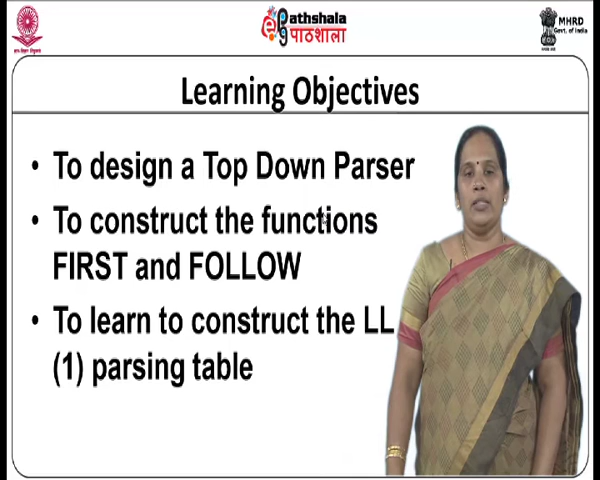 ePathshala
पाठशाला
MHRD
Govt. of India
Learning Objectives
• To design a Top Down Parser
• To construct the functions
FIRST and FOLLOW
• To learn to construct the LL
(1) parsing table